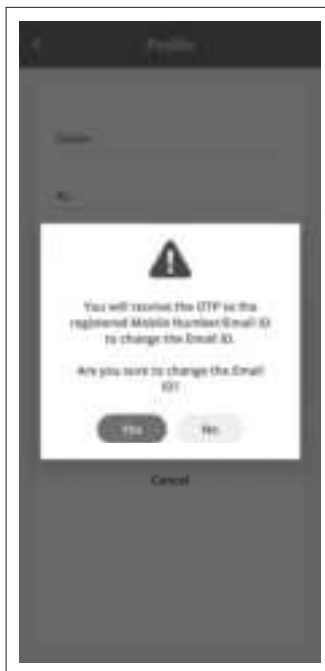 Profile
You will receive the OTP to the
registered Mobile Number/Email ID
to change the Email ID.
Are you sure to change the Email
ID?
Yes
No
Cancel